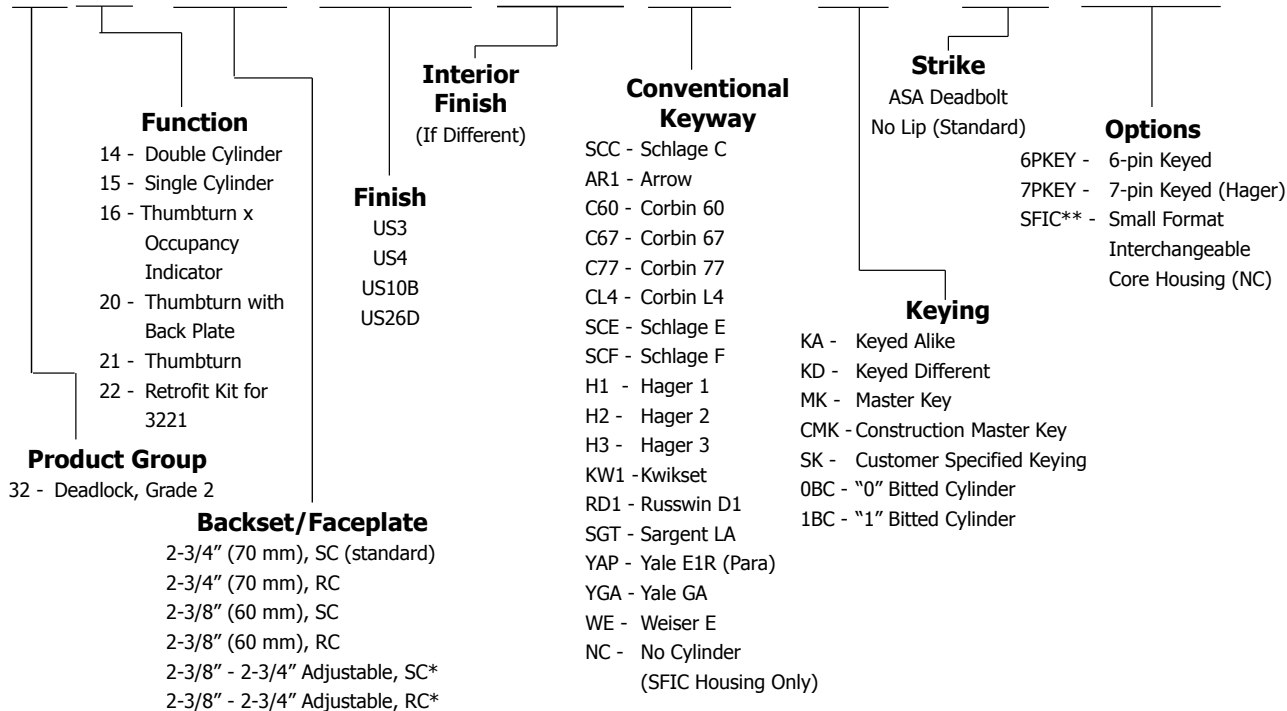 Product Group
32 - Deadlock, Grade 2
Function
14 - Double Cylinder
15 - Single Cylinder
16 - Thumbturn x
Occupancy
Indicator
20 - Thumbturn with
Back Plate
21 - Thumbturn
22 - Retrofit Kit for
3221
Backset/Faceplate
2-3/4” (70 mm), SC (standard)
2-3/4” (70 mm), RC
2-3/8” (60 mm), SC
2-3/8” (60 mm), RC
2-3/8” - 2-3/4” Adjustable, SC*
2-3/8” - 2-3/4” Adjustable, RC*
Finish
US3
US4
US10B
US26D
Interior
Finish
(If Different)
Conventional
Keyway
SCC - Schlage C
AR1 - Arrow
C60 - Corbin 60
C67 - Corbin 67
C77 - Corbin 77
CL4 - Corbin L4
SCE - Schlage E
SCF - Schlage F
H1 - Hager 1
H2 - Hager 2
H3 - Hager 3
KW1 - Kwikset
RD1 - Russwin D1
SGT - Sargent LA
YAP - Yale E1R (Para)
YGA - Yale GA
WE - Weiser E
NC - No Cylinder
(SFIC Housing Only)
Keying
KA - Keyed Alike
KD - Keyed Different
MK - Master Key
CMK - Construction Master Key
SK - Customer Specified Keying
0BC - “0” Bitted Cylinder
1BC - “1” Bitted Cylinder
Strike
ASA Deadbolt
No Lip (Standard)
Options
6PKEY - 6-pin Keyed
7PKEY - 7-pin Keyed (Hager)
SFIC** - Small Format
Interchangeable
Core Housing (NC)